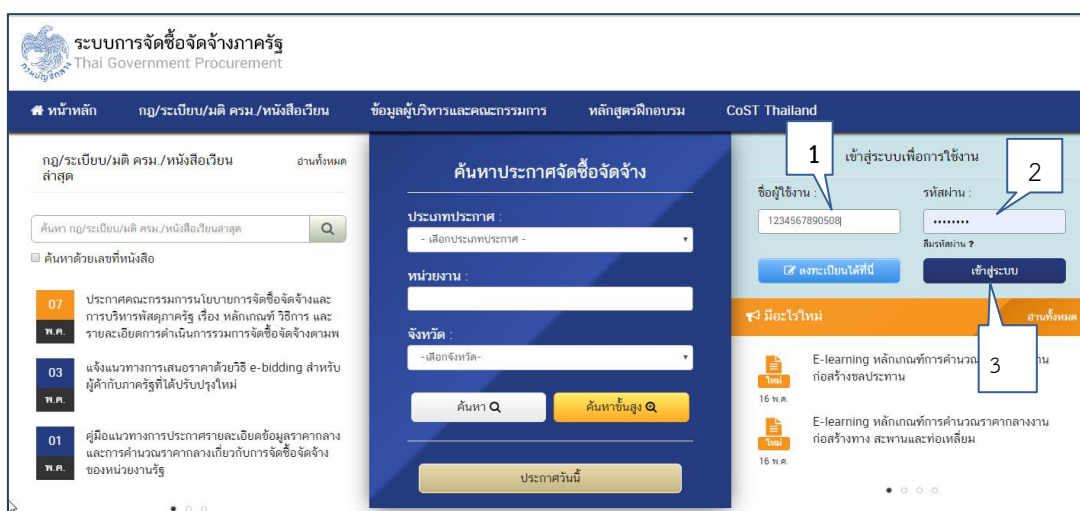 ระบบการจัดซื้อจัดจ้างภาครัฐ
Thai Government Procurement
กรมบัญชีกลาง
หน้าหลัก กฎ/ระเบียบ/มติ ครม./หนังสือเวียน ข้อมูลผู้บริหารและคณะกรรมการ หลักสูตรฝึกอบรม CoST Thailand
กฎ/ระเบียบ/มติ ครม./หนังสือเวียน อ่านทั้งหมด
ล่าสุด
ค้นหา กฎ/ระเบียบ/มติ ครม./หนังสือเวียนล่าสุด
ค้นหาด้วยเลขที่หนังสือ
07 พ.ค.
ประกาศคณะกรรมการนโยบายการจัดซื้อจัดจ้างและ
การบริหารพัสดุภาครัฐ เรื่อง หลักเกณฑ์ วิธีการ และ
รายละเอียดการดำเนินการรวมการจัดซื้อจัดจ้างตามพ
03 พ.ค.
แจ้งแนวทางการเสนอราคาด้วยวิธี e-bidding สำหรับ
ผู้ค้ากับภาครัฐที่ได้ปรับปรุงใหม่
01 พ.ค.
คู่มือแนวทางการประกาศรายละเอียดข้อมูลราคากลาง
และการคำนวณราคากลางเกี่ยวกับการจัดซื้อจัดจ้าง
ของหน่วยงานรัฐ
ค้นหาประกาศจัดซื้อจัดจ้าง
ประเภทประกาศ :
- เลือกประเภทประกาศ -
หน่วยงาน :
จังหวัด :
-เลือกจังหวัด-
ค้นหา ค้นหาขั้นสูง
ประกาศวันนี้
1
เข้าสู่ระบบเพื่อการใช้งาน
2
ชื่อผู้ใช้งาน : รหัสผ่าน :
1234567890508 ••••••••
ลืมรหัสผ่าน ?
ลงทะเบียนได้ที่นี่ เข้าสู่ระบบ
มีอะไรใหม่ อ่านทั้งหมด
3
ใหม่
16 พ.ค.
E-learning หลักเกณฑ์การคำนวณ
าน
ก่อสร้างชลประทาน
ใหม่
16 พ.ค.
E-learning หลักเกณฑ์การคำนวณราคากลางงาน
ก่อสร้างทาง สะพานและท่อเหลี่ยม